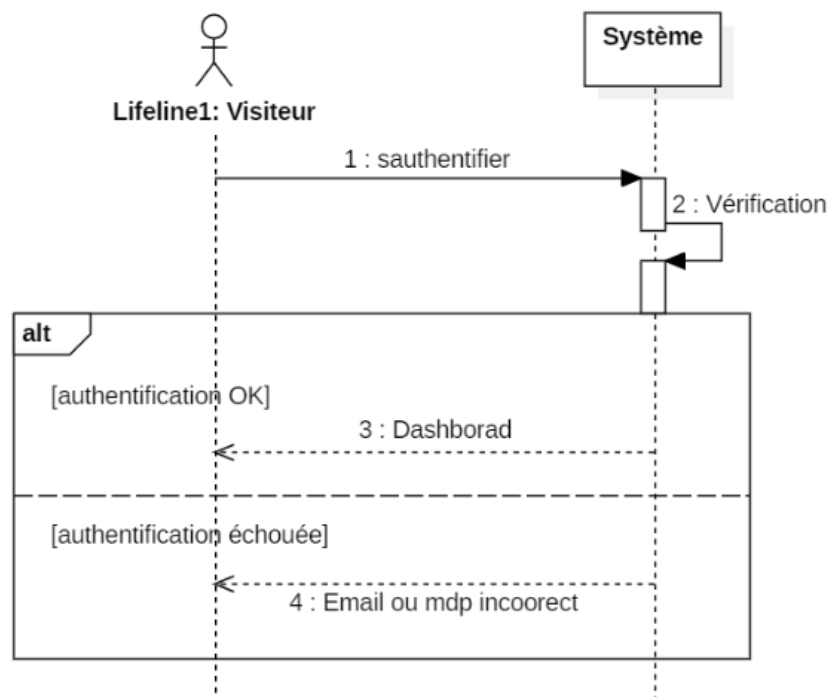 Système
Lifeline1: Visiteur
1 : sauthentifier
2 : Vérification
alt
[authentification OK]
3 : Dashborad
[authentification échouée]
4 : Email ou mdp incoorect